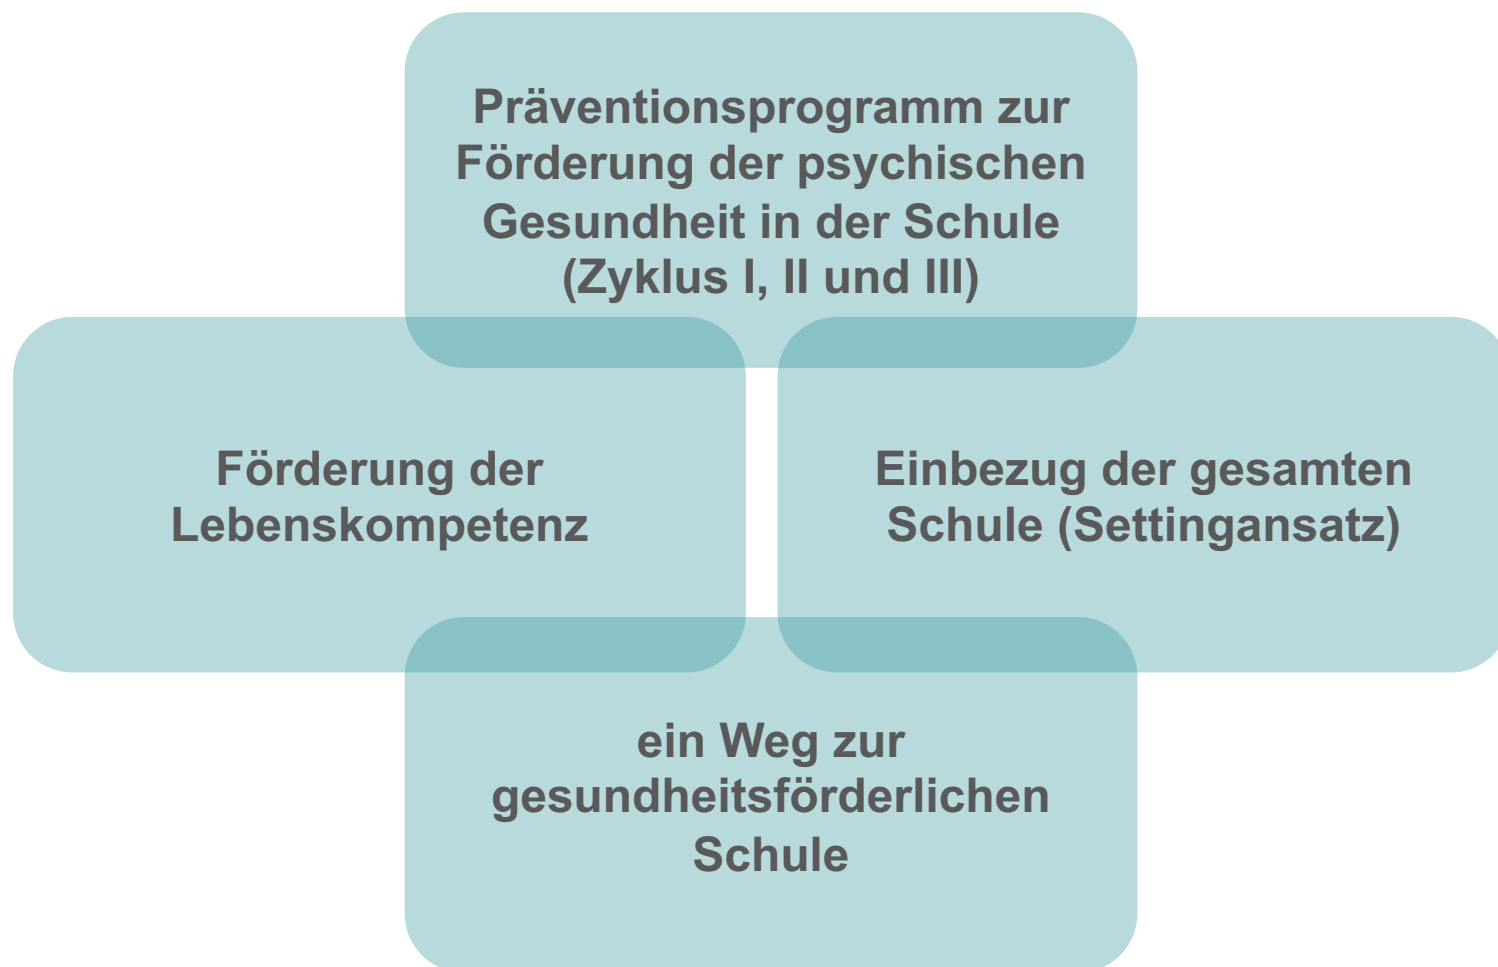 Präventionsprogramm zur
Förderung der psychischen
Gesundheit in der Schule
(Zyklus I, II und III)
Förderung der
Lebenskompetenz
Einbezug der gesamten
Schule (Settingansatz)
ein Weg zur
gesundheitsförderlichen
Schule